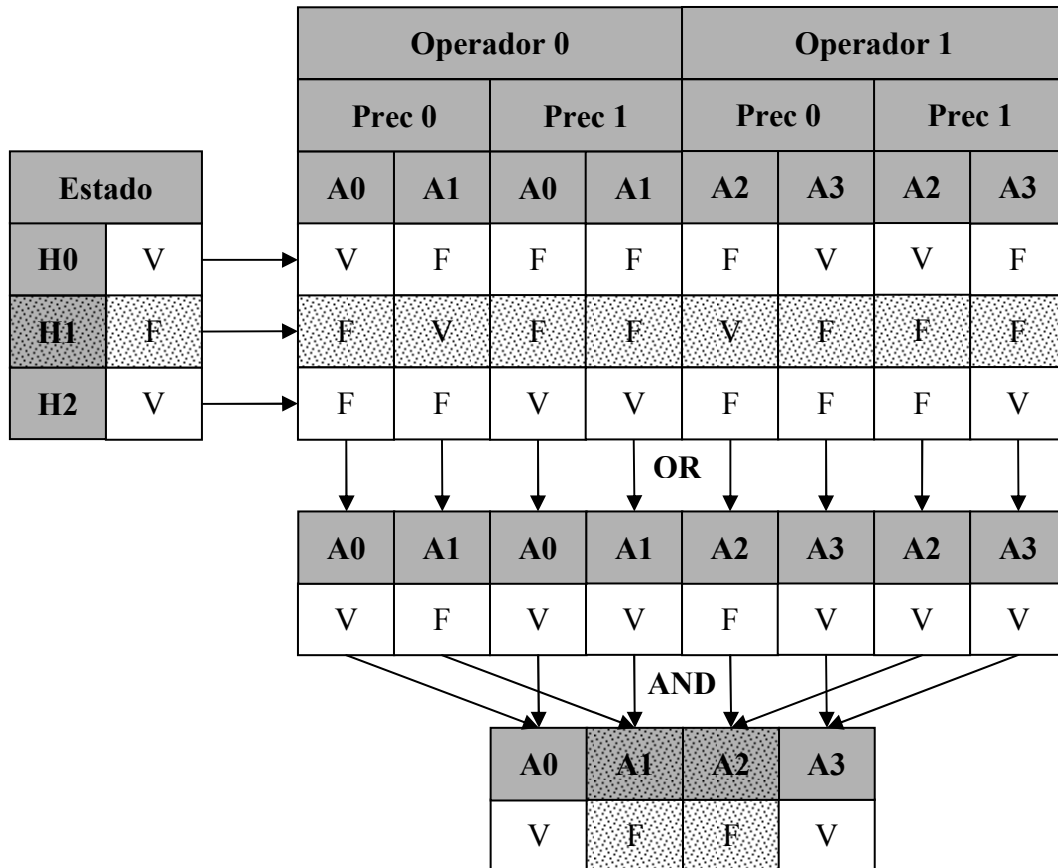 Operador 0 Operador 1
Prec 0 Prec 1 Prec 0 Prec 1
Estado A0 A1 A0 A1 A2 A3 A2 A3
H0 V V F F F F V V F
H1 F F V F F V F F F
H2 V F F V V F F F V
OR
A0 A1 A0 A1 A2 A3 A2 A3
V F V V F V V V
AND
A0 A1 A2 A3
V F F V